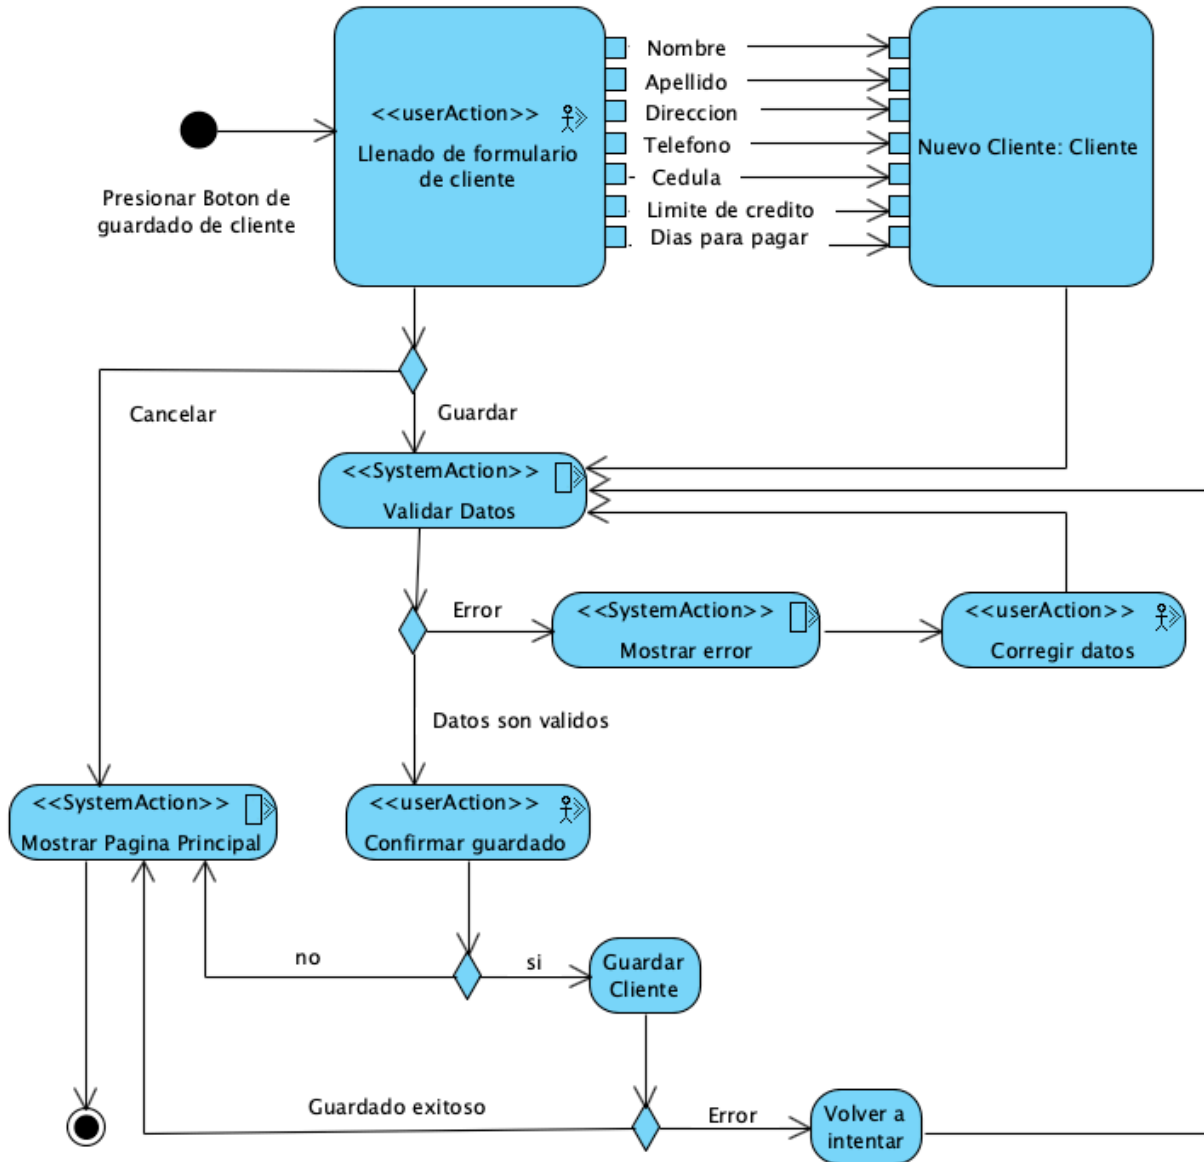 <<userAction>>
Llenado de formulario
de cliente
Nombre
Apellido
Direccion
Telefono
Cedula
Limite de credito
Dias para pagar
Nuevo Cliente: Cliente
Presionar Boton de
guardado de cliente
Cancelar
Guardar
<<SystemAction>>
Validar Datos
Error
<<SystemAction>>
Mostrar error
<<userAction>>
Corregir datos
Datos son validos
<<SystemAction>>
Mostrar Pagina Principal
<<userAction>>
Confirmar guardado
no
si
Guardar
Cliente
Guardado exitoso
Error
Volver a
intentar